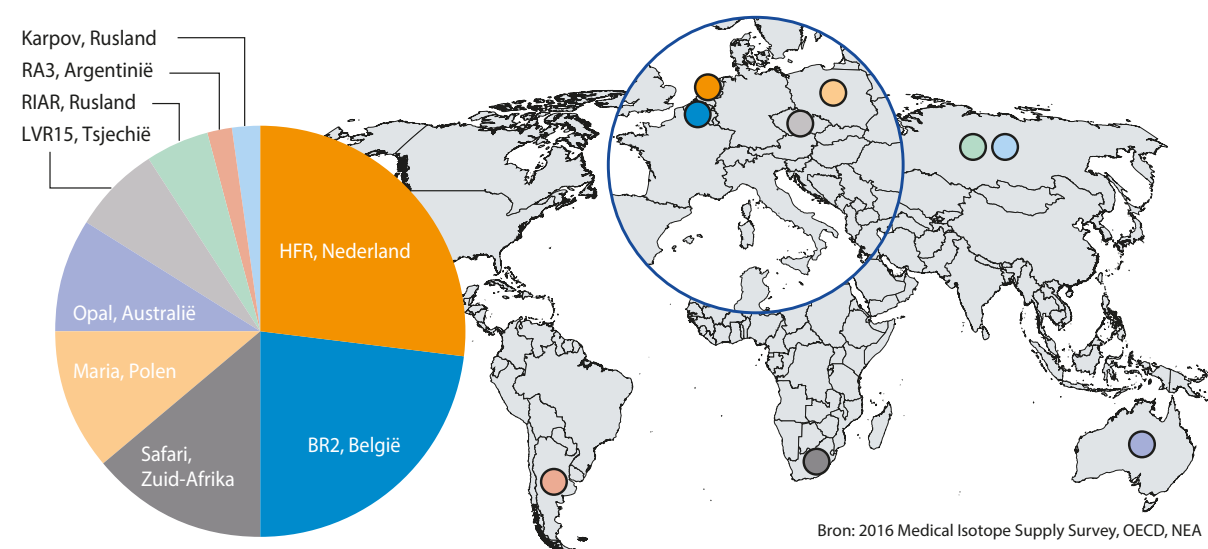 Karpov, Rusland
RA3, Argentinië
RIAR, Rusland
LVR15, Tsjechië
HFR, Nederland
Opal, Australië
Maria, Polen
BR2, België
Safari,
Zuid-Afrika
Bron: 2016 Medical Isotope Supply Survey, OECD, NEA